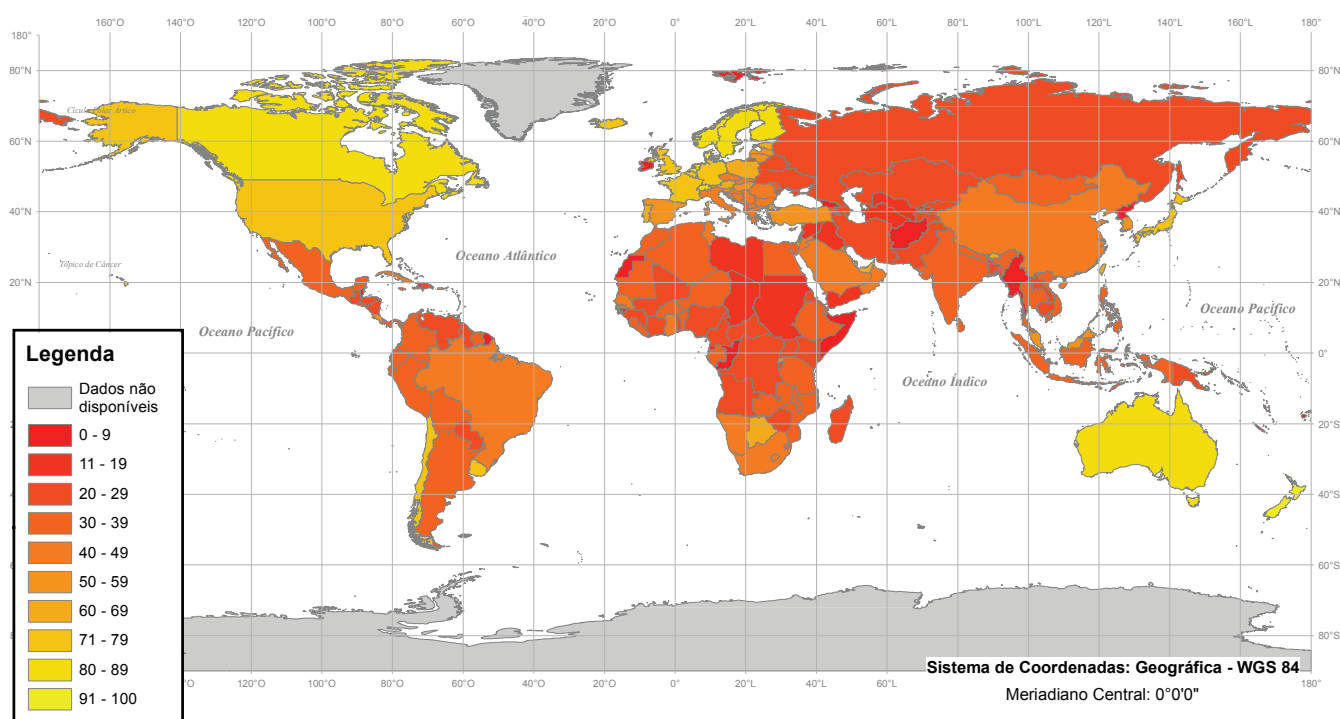 160°O 140°O 120°O 100°O 80°O 60°O 40°O 20°O 0° 20°L 40°L 60°L 80°L 100°L 120°L 140°L 160°L 180°
180°
80°N 80°N
Círculo Polar Ártico
60°N 60°N
40°N 40°N
Oceano Atlântico
Tópico de Câncer
20°N 20°N
Oceano Pacífico Oceano Pacífico
0°
Oceano Índico
20°S
40°S
60°S
80°S
Legenda
Dados não
disponíveis
0 - 9
11 - 19
20 - 29
30 - 39
40 - 49
50 - 59
60 - 69
71 - 79
80 - 89
91 - 100
Sistema de Coordenadas: Geográfica - WGS 84
Meriadiano Central: 0°0'0"
120°O 100°O 80°O 60°O 40°O 20°O 0° 20°L 40°L 60°L 180°